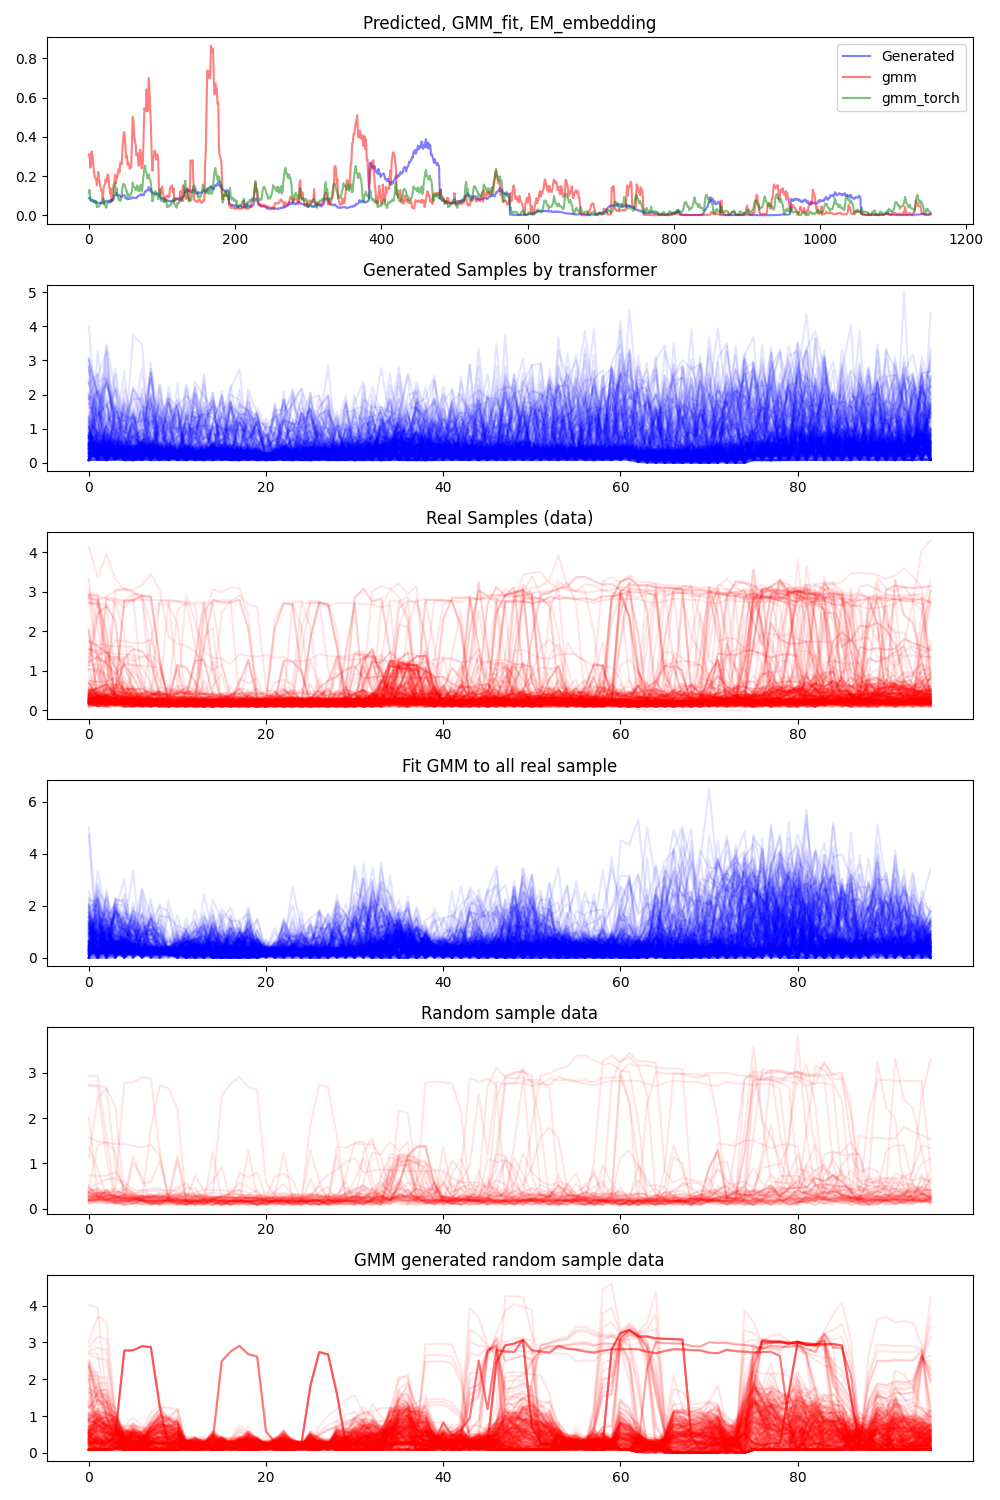 Predicted, GMM_fit, EM_embedding
0.8
0.6
0.4
0.2
0.0
Generated
gmm
gmm_torch
0 200 400 600 800 1000 1200
Generated Samples by transformer
5
4
3
2
1
0
0 20 40 60 80
Real Samples (data)
4
3
2
1
0
0 20 40 60 80
Fit GMM to all real sample
6
4
2
0
0 20 40 60 80
Random sample data
3
2
1
0
0 20 40 60 80
GMM generated random sample data
4
3
2
1
0
0 20 40 60 80